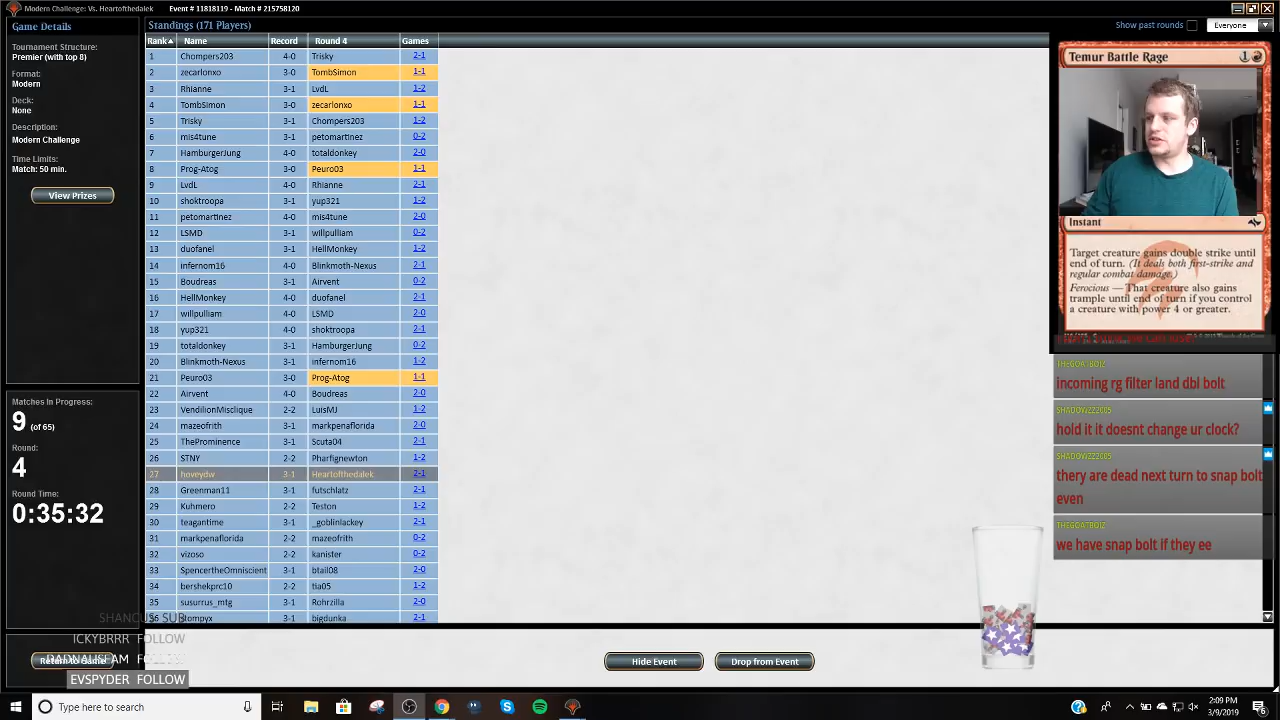 Modern Challenge: Vs. Heartofthedalek Event # 11818119 - Match # 215758120
Game Details
Tournament Structure:
Premier (with top 8)
Format:
Modern
Deck:
None
Description:
Modern Challenge
Time Limits:
Match: 50 min.
View Prizes
Matches In Progress:
9 (of 65)
Round:
4
Round Time:
0:35:32
Standings (171 Players)
Show past rounds Everyone
Rank Name Record Round 4 Games
1 Chompers203 4-0 Trisky 2-1
2 zecarlonxo 3-0 TombSimon 1-1
3 Rhianne 3-1 LvdL 1-2
4 TombSimon 3-0 zecarlonxo 1-1
5 Trisky 3-1 Chompers203 1-2
6 mis4tune 3-1 petomartinez 0-2
7 HamburgerJung 4-0 totaldonkey 2-0
8 Prog-Atog 3-0 Peuro03 1-1
9 LvdL 4-0 Rhianne 2-1
10 shoktroopa 3-1 yup321 1-2
11 petomartinez 4-0 mis4tune 2-0
12 LSMD 3-1 willpulliam 0-2
13 duofanel 3-1 HellMonkey 1-2
14 infernom16 4-0 Blinkmoth-Nexus 2-1
15 Boudreas 3-1 Airvent 0-2
16 HellMonkey 4-0 duofanel 2-1
17 willpulliam 4-0 LSMD 2-0
18 yup321 4-0 shoktroopa 2-1
19 totaldonkey 3-1 HamburgerJung 0-2
20 Blinkmoth-Nexus 3-1 infernom16 1-2
21 Peuro03 3-0 Prog-Atog 1-1
22 Airvent 4-0 Boudreas 2-0
23 VendilionMisclique 2-2 LuisMJ 1-2
24 mazeofrith 3-1 markpenaflorida 2-0
25 TheProminence 3-1 Scuta04 2-1
26 STNY 2-2 Pharfignewton 1-2
27 hoveydw 3-1 Heartofthedalek 2-1
28 Greenman11 3-1 futschlatz 2-1
29 Kuhmero 2-2 Teston 1-2
30 teagantime 3-1 _goblinlackey 2-1
31 markpenaflorida 2-2 mazeofrith 0-2
32 vizoso 2-2 kanister 0-2
33 SpencertheOmniscient 3-1 btail08 2-0
34 bershekprc10 2-2 tia05 1-2
35 susurrus_mtg 3-1 Rohrzilla 2-0
bigdunka 2-1
SHANCUS SUB
ICKYBRRR FOLLOW
FOLLOW
EVSPYDER FOLLOW
Hide Event Drop from Event
Temur Battle Rage 1
Instant
Target creature gains double strike until
end of turn. (It deals both first-strike and
regular combat damage.)
Ferocious — That creature also gains
trample until end of turn if you control
a creature with power 4 or greater.
THEGOATBOIZ
incoming rg filter land dbl bolt
SHADOWZZ2005
hold it it doesnt change ur clock?
SHADOWZZ2005
thery are dead next turn to snap bolt
even
THEGOATBOIZ
we have snap bolt if they ee
Type here to search
2:09 PM
3/9/2019